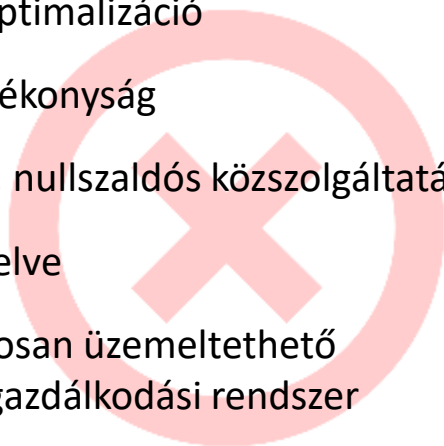 ptimalizáció
ékonyság
nullszaldós közszolgáltatá
elve
osan üzemeltethető
gazdálkodási rendszer